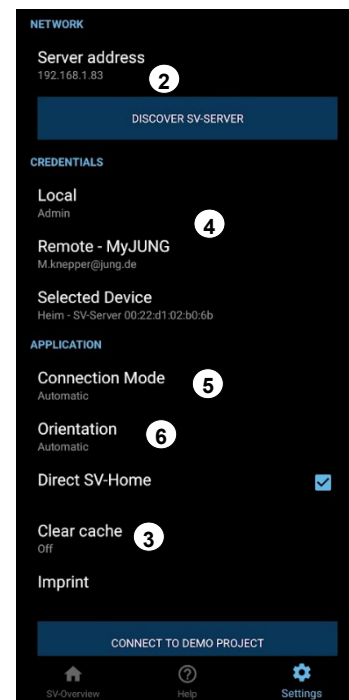 NETWORK
Server address
192.168.1.83
2
DISCOVER SV-SERVER
CREDENTIALS
Local
Admin
4
Remote - MyJUNG
M.knepper@jung.de
Selected Device
Heim - SV-Server 00:22:d1:02:b0:6b
APPLICATION
Connection Mode
Automatic
5
Orientation
Automatic
6
Direct SV-Home
Clear cache
Off
3
Imprint
CONNECT TO DEMO PROJECT
SV-Overview Help Settings